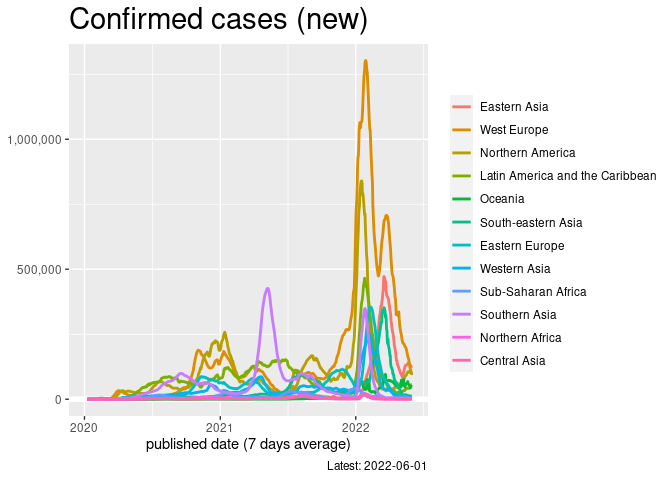 Confirmed cases (new)
1,000,000
500,000
0
2020
2021
2022
published date (7 days average)
Eastern Asia
West Europe
Northern America
Latin America and the Caribbean
Oceania
South-eastern Asia
Eastern Europe
Western Asia
Sub-Saharan Africa
Southern Asia
Northern Africa
Central Asia
Latest: 2022-06-01